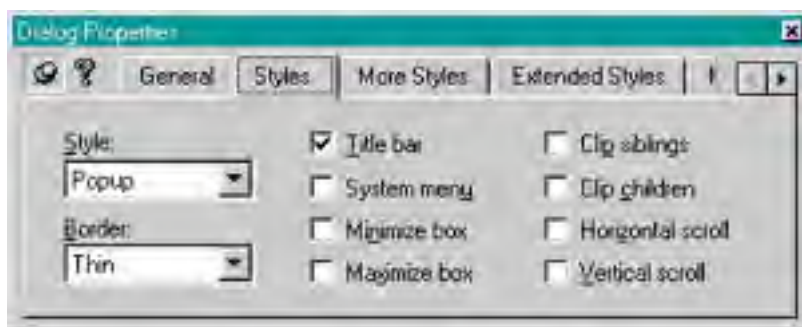 Dialog Properties
General Styles More Styles Extended Styles
Style:
Popup
Border:
Thin
Title bar
System menu
Minimize box
Maximize box
Clip siblings
Clip children
Horizontal scroll
Vertical scroll